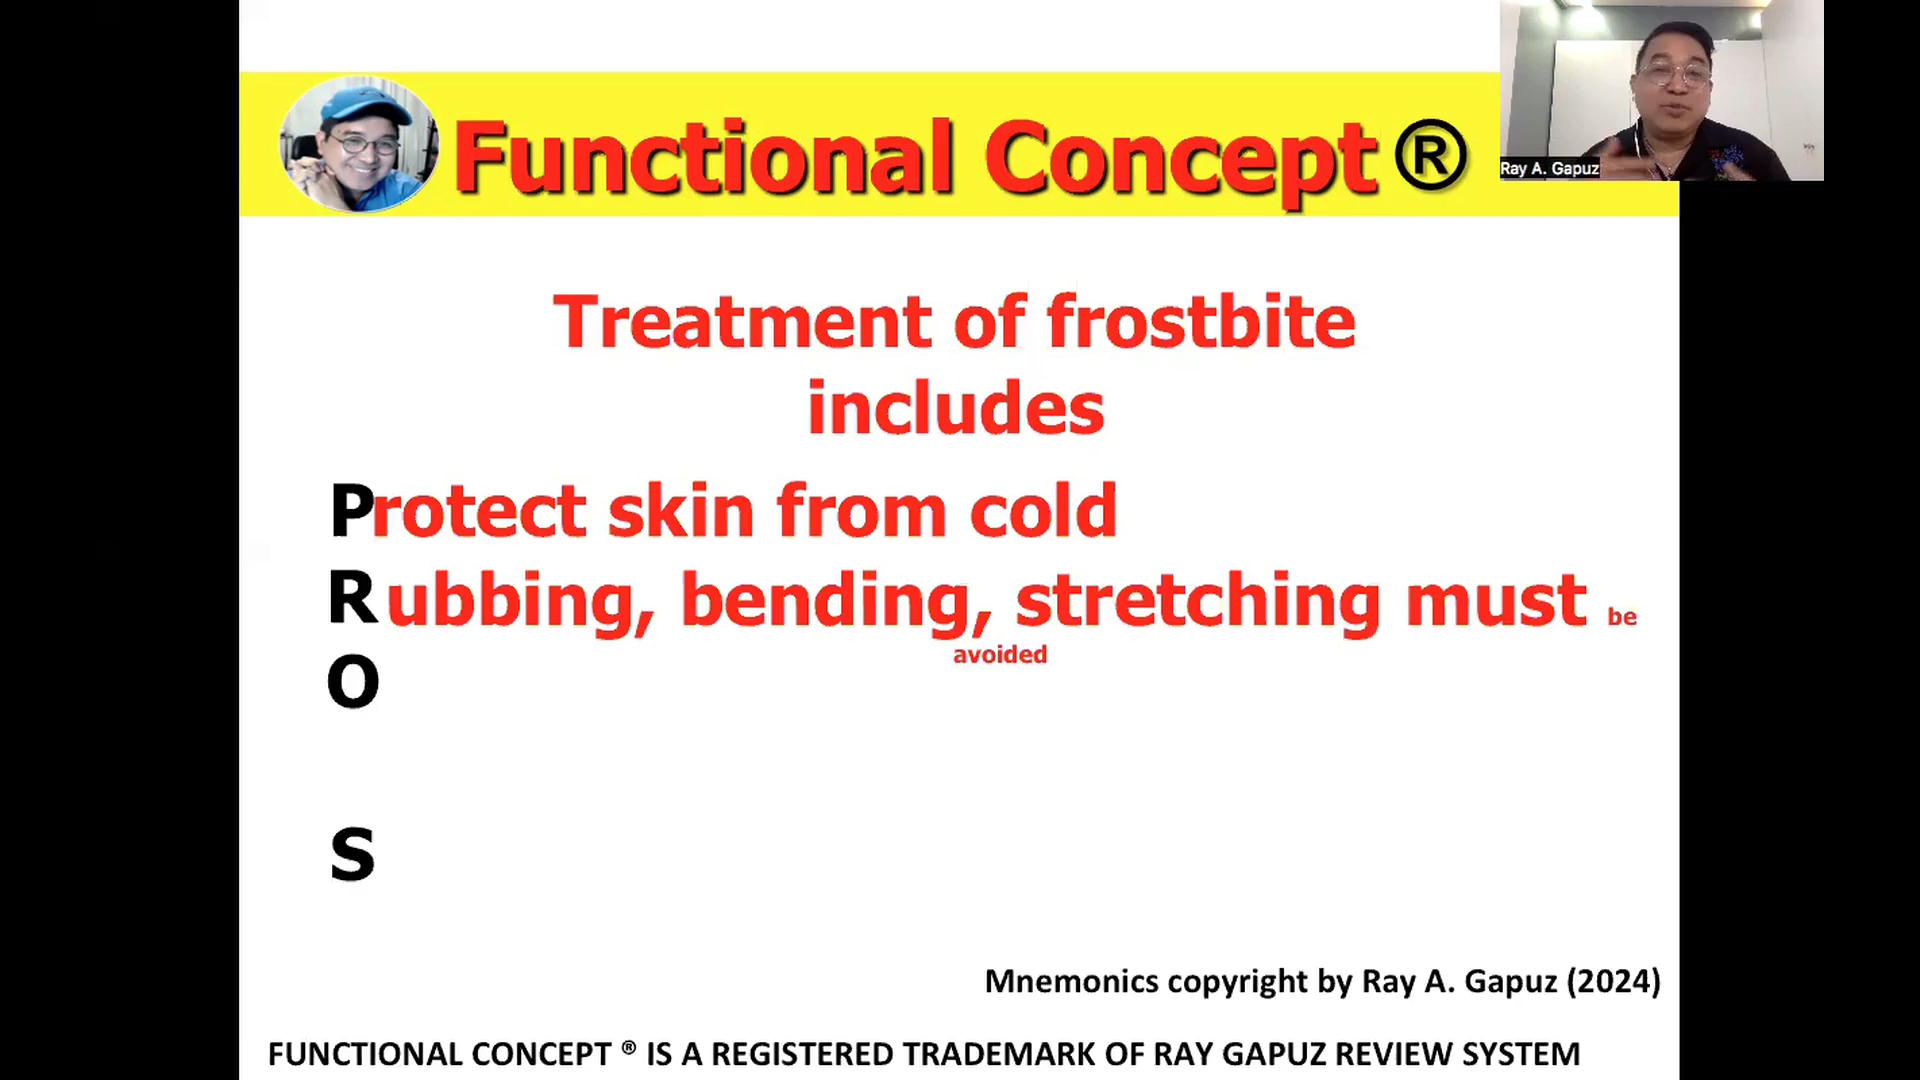 Functional Concept ®
Ray A. Gapuz
Treatment of frostbite
includes
Protect skin from cold
Rubbing, bending, stretching must be
avoided
O
S
Mnemonics copyright by Ray A. Gapuz (2024)
FUNCTIONAL CONCEPT ® IS A REGISTERED TRADEMARK OF RAY GAPUZ REVIEW SYSTEM